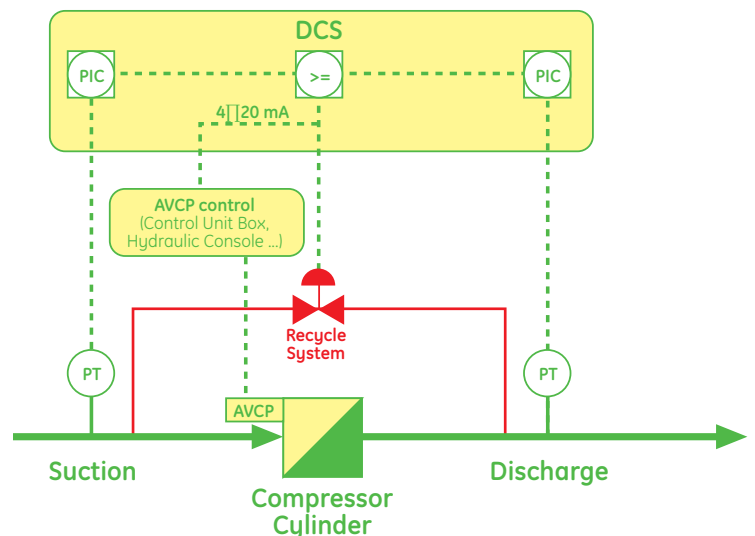 DCS
PIC
>=
PIC
4∏20 mA
AVCP control
(Control Unit Box,
Hydraulic Console ...)
Recycle
System
PT
PT
AVCP
Suction
Discharge
Compressor
Cylinder